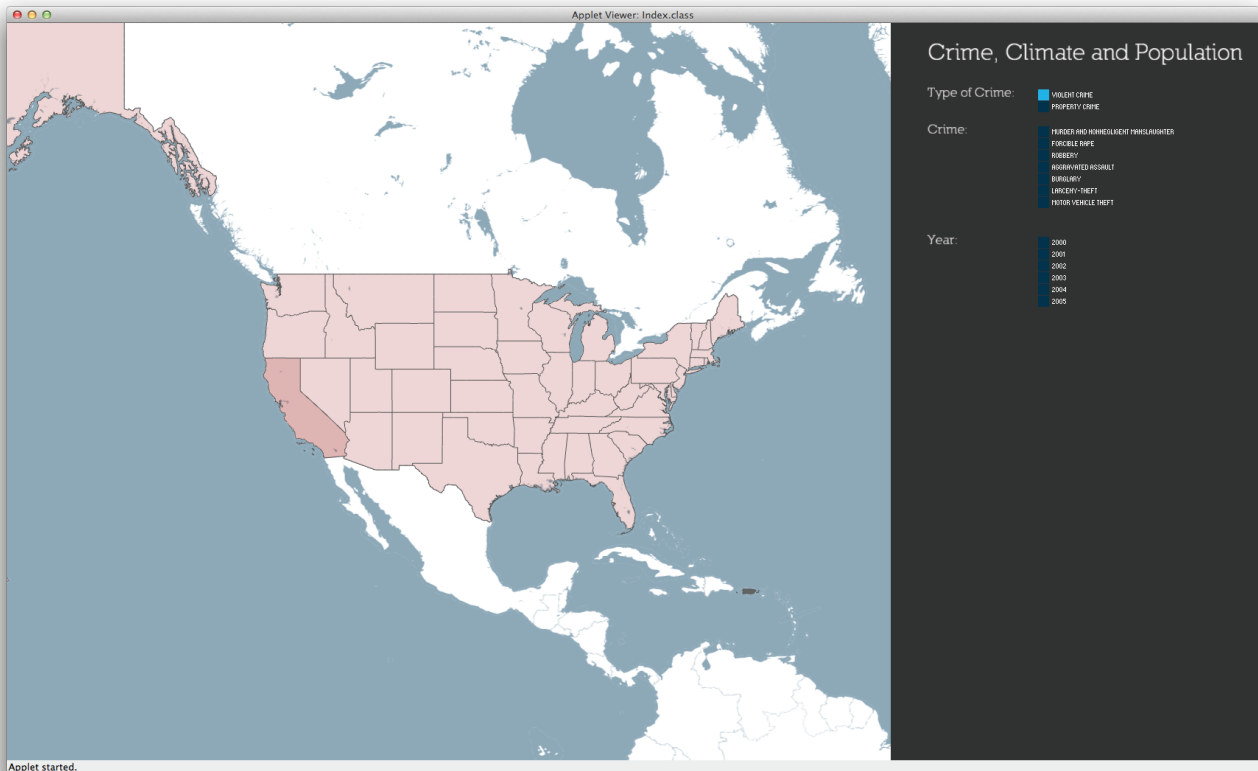 Applet Viewer: Index.class
Crime, Climate and Population
Type of Crime:
VIOLENT CRIME
PROPERTY CRIME
Crime:
MURDER AND NONNEGLIGENT MANSLAUGHTER
FORCIBLE RAPE
ROBBERY
AGGRAVATED ASSAULT
BURGLARY
LARCENY-THEFT
MOTOR VEHICLE THEFT
Year:
2000
2001
2002
2003
2004
2005
Applet started.